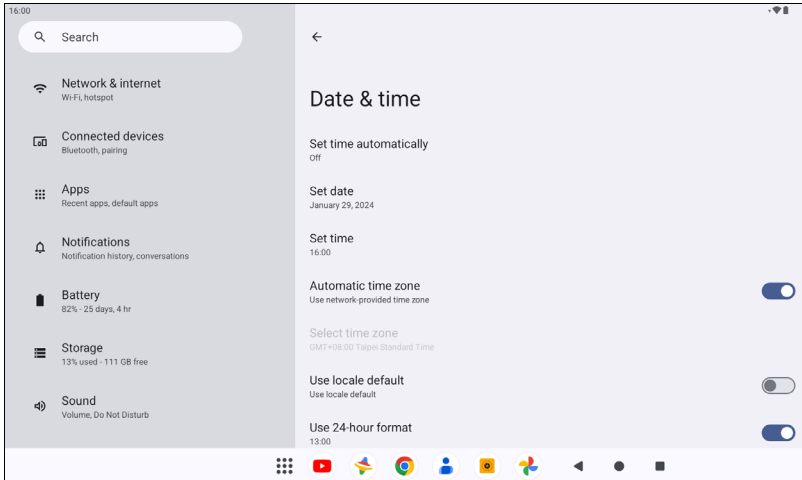 16:00
Search
Network & internet
Wi-Fi, hotspot
Connected devices
Bluetooth, pairing
Apps
Recent apps, default apps
Notifications
Notification history, conversations
Battery
82% - 25 days, 4 hr
Storage
13% used - 111 GB free
Sound
Volume, Do Not Disturb
Date & time
Set time automatically
Off
Set date
January 29, 2024
Set time
16:00
Automatic time zone
Use network-provided time zone
Select time zone
GMT+08:00 Taipei Standard Time
Use locale default
Use locale default
Use 24-hour format
13:00